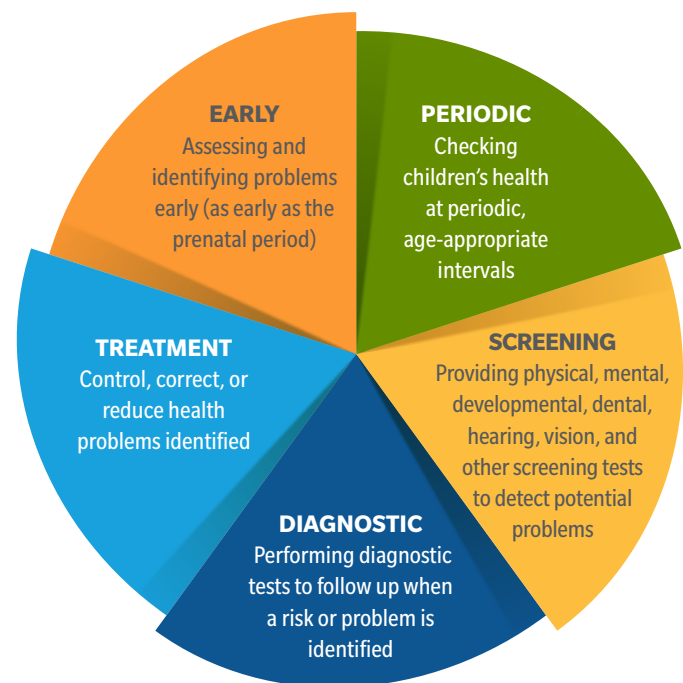 EARLY
Assessing and
identifying problems
early (as early as the
prenatal period)
PERIODIC
Checking
children’s health
at periodic,
age-appropriate
intervals
SCREENING
Providing physical, mental,
developmental, dental,
hearing, vision, and
other screening tests
to detect potential
problems
DIAGNOSTIC
Performing diagnostic
tests to follow up when
a risk or problem is
identified
TREATMENT
Control, correct, or
reduce health
problems identified